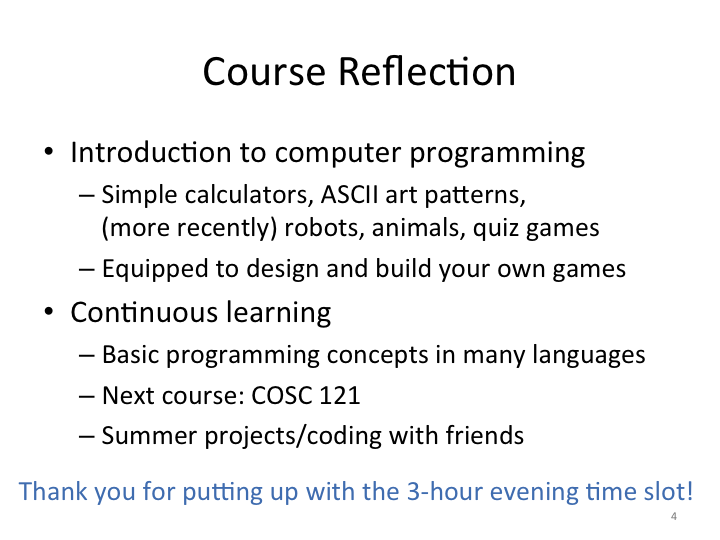 Course Reflection
• Introduction to computer programming
– Simple calculators, ASCII art patterns,
(more recently) robots, animals, quiz games
– Equipped to design and build your own games
• Continuous learning
– Basic programming concepts in many languages
– Next course: COSC 121
– Summer projects/coding with friends
Thank you for putting up with the 3-hour evening time slot!
4